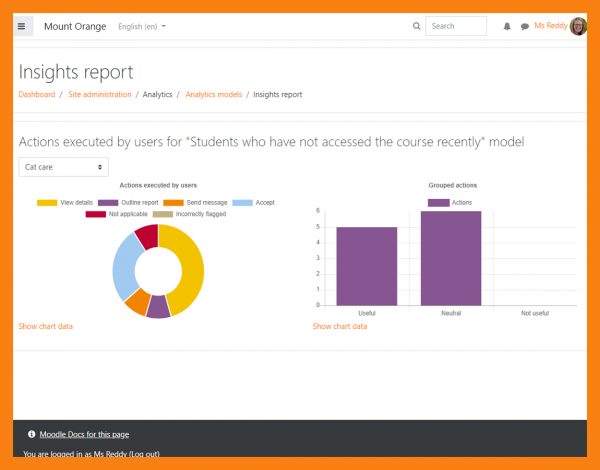 Mount Orange English (en) Search Ms Reddy
Insights report
Dashboard / Site administration / Analytics / Analytics models / Insights report
Actions executed by users for "Students who have not accessed the course recently" model
Cat care
Actions executed by users
View details Outline report Send message Accept
Not applicable Incorrectly flagged
Show chart data
Grouped actions
Actions
6
5
4
3
2
1
0
Useful Neutral Not useful
Show chart data
Moodle Docs for this page
You are logged in as Ms Reddy (Log out)